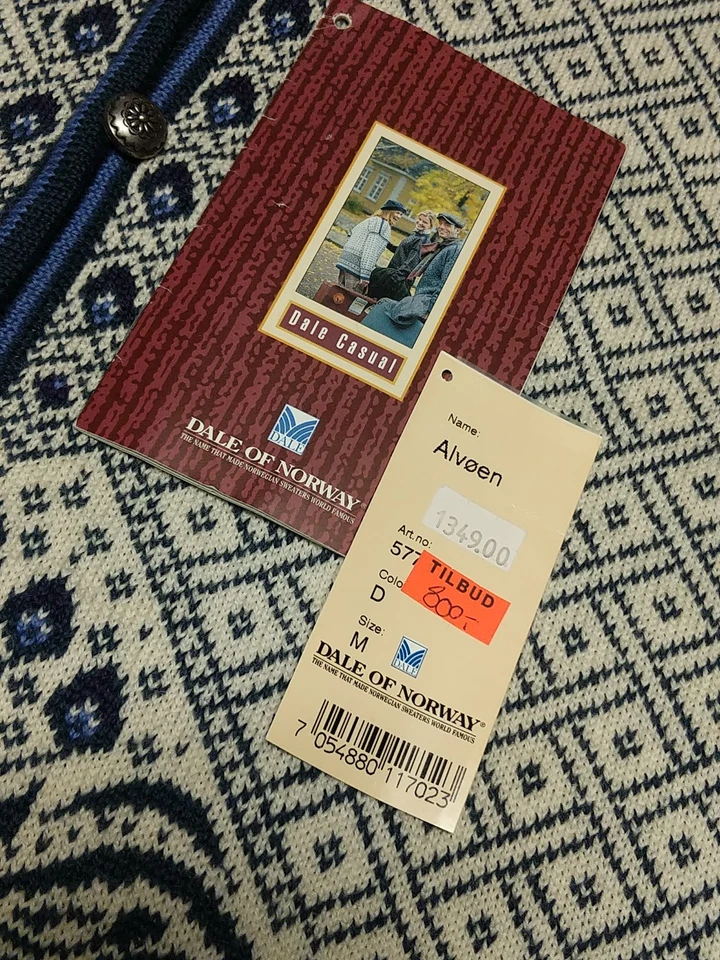 Dale Casual
DALE
DALE OF NORWAY
THE NAME THAT MADE NORWEGIAN SWEATERS WORLD FAMOUS
Name:
Alvøen
1349.00
Art.no:
577
TILBUD
800,-
Colo
D
Size:
M
DALE
DALE OF NORWAY®
THE NAME THAT MADE NORWEGIAN SWEATERS WORLD FAMOUS
7 054880 117023